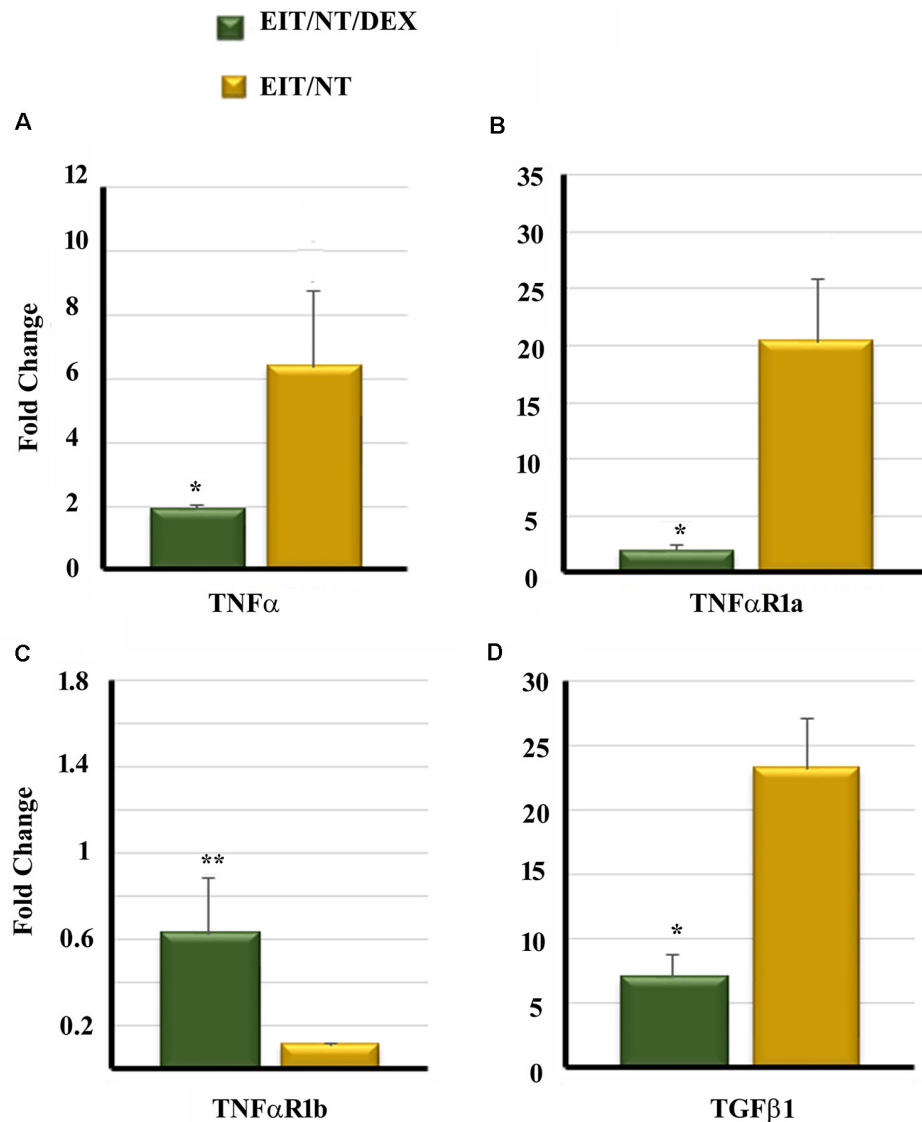 EIT/NT/DEX
EIT/NT
A
12
10
8
6
4
2
0
Fold Change
*
TNFα
B
35
30
25
20
15
10
5
0
*
TNFαR1a
C
1.8
1.4
1
0.6
0.2
Fold Change
**
TNFαR1b
D
30
25
20
15
10
5
0
*
TGFβ1